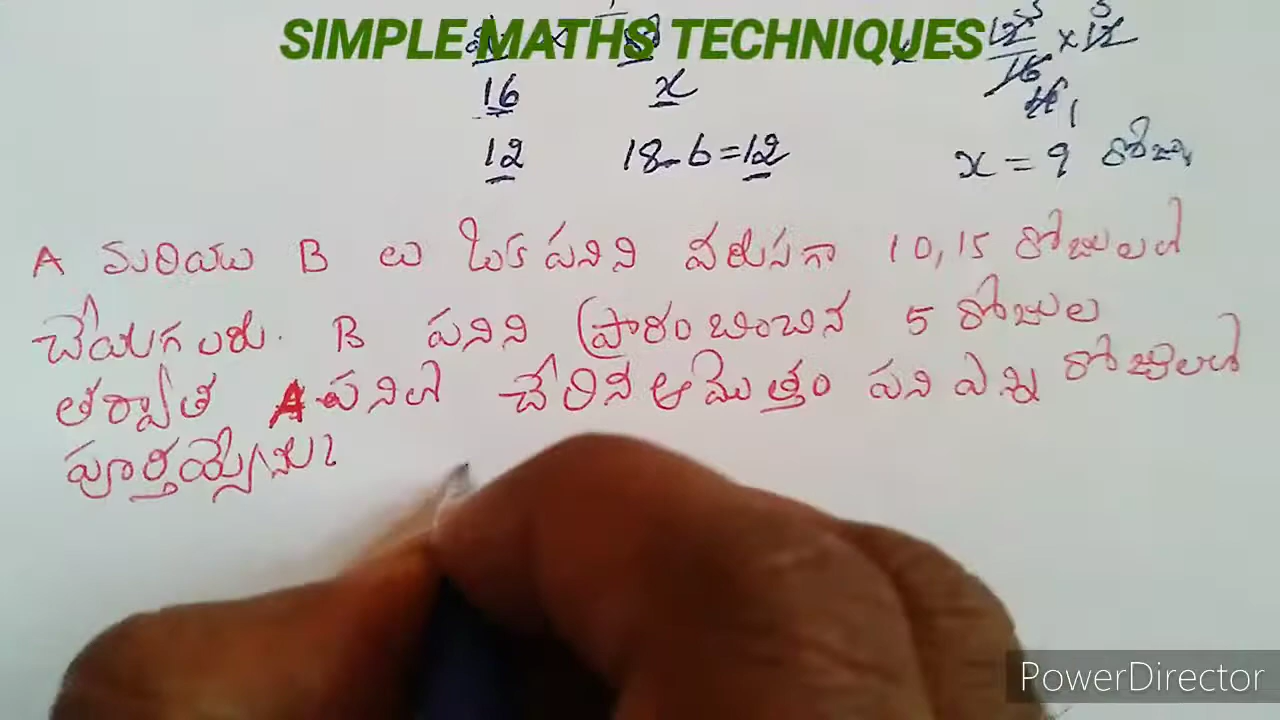 SIMPLE MATHS TECHNIQUES
16 x
12 18-6=12 x = 9 రోజు
A మరియు B లు ఒక పనిని వరుసగా 10,15 రోజులలో
చేయగలరు. B పనిని ప్రారంభించిన 5 రోజుల
తర్వాత A పనిలో చేరిన ఆ మొత్తం పని ఎన్ని రోజులలో
పూర్తయ్యేను?
PowerDirector